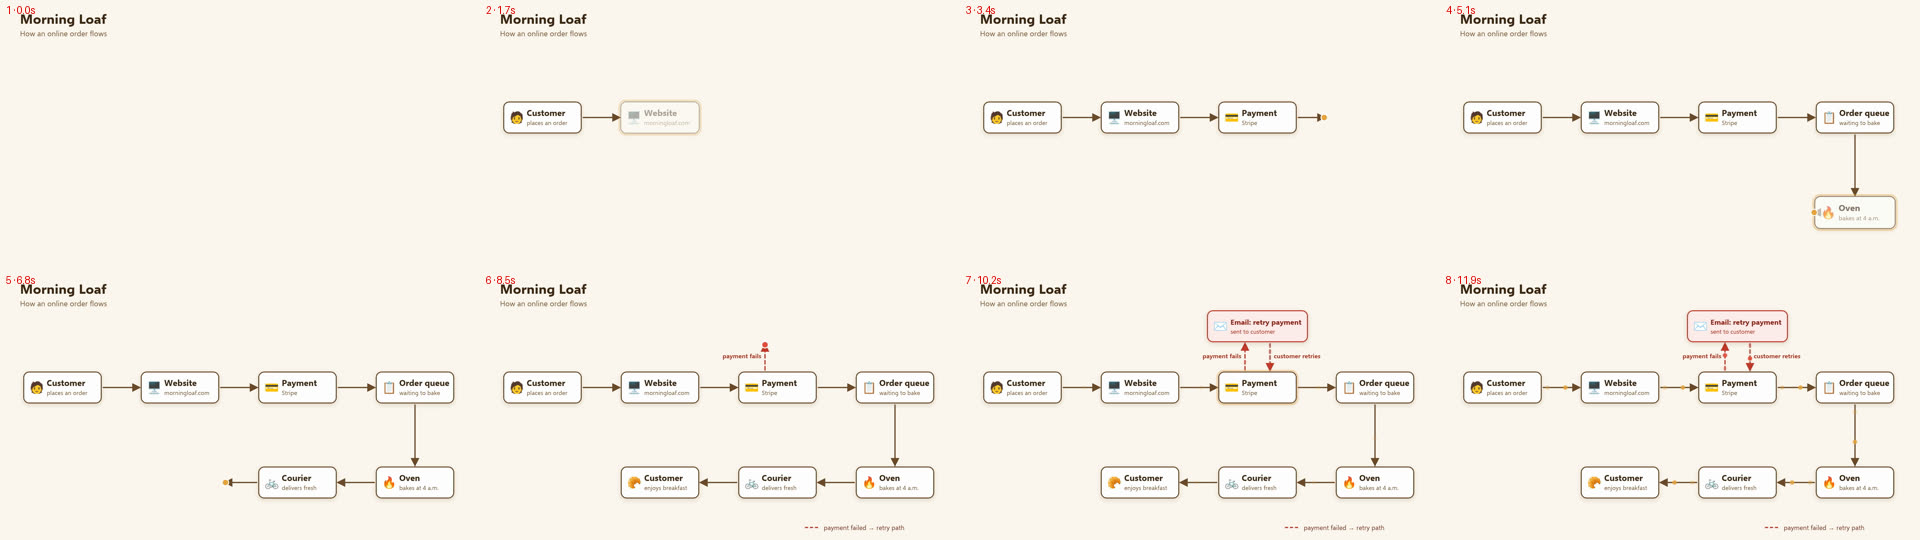 1·0.0s
Morning Loaf
How an online order flows
2·1.7s
Morning Loaf
How an online order flows
Customer
places an order
Website
morningloaf.com
3·3.4s
Morning Loaf
How an online order flows
Customer
places an order
Website
morningloaf.com
Payment
Stripe
4·5.1s
Morning Loaf
How an online order flows
Customer
places an order
Website
morningloaf.com
Payment
Stripe
Order queue
waiting to bake
Oven
bakes at 4 a.m.
5·6.8s
Morning Loaf
How an online order flows
Customer
places an order
Website
morningloaf.com
Payment
Stripe
Order queue
waiting to bake
Courier
delivers fresh
Oven
bakes at 4 a.m.
6·8.5s
Morning Loaf
How an online order flows
payment fails
Customer
places an order
Website
morningloaf.com
Payment
Stripe
Order queue
waiting to bake
Customer
enjoys breakfast
Courier
delivers fresh
Oven
bakes at 4 a.m.
payment failed → retry path
7·10.2s
Morning Loaf
How an online order flows
Email: retry payment
sent to customer
payment fails
customer retries
Customer
places an order
Website
morningloaf.com
Payment
Stripe
Order queue
waiting to bake
Customer
enjoys breakfast
Courier
delivers fresh
Oven
bakes at 4 a.m.
payment failed → retry path
8·11.9s
Morning Loaf
How an online order flows
Email: retry payment
sent to customer
payment fails
customer retries
Customer
places an order
Website
morningloaf.com
Payment
Stripe
Order queue
waiting to bake
Customer
enjoys breakfast
Courier
delivers fresh
Oven
bakes at 4 a.m.
payment failed → retry path